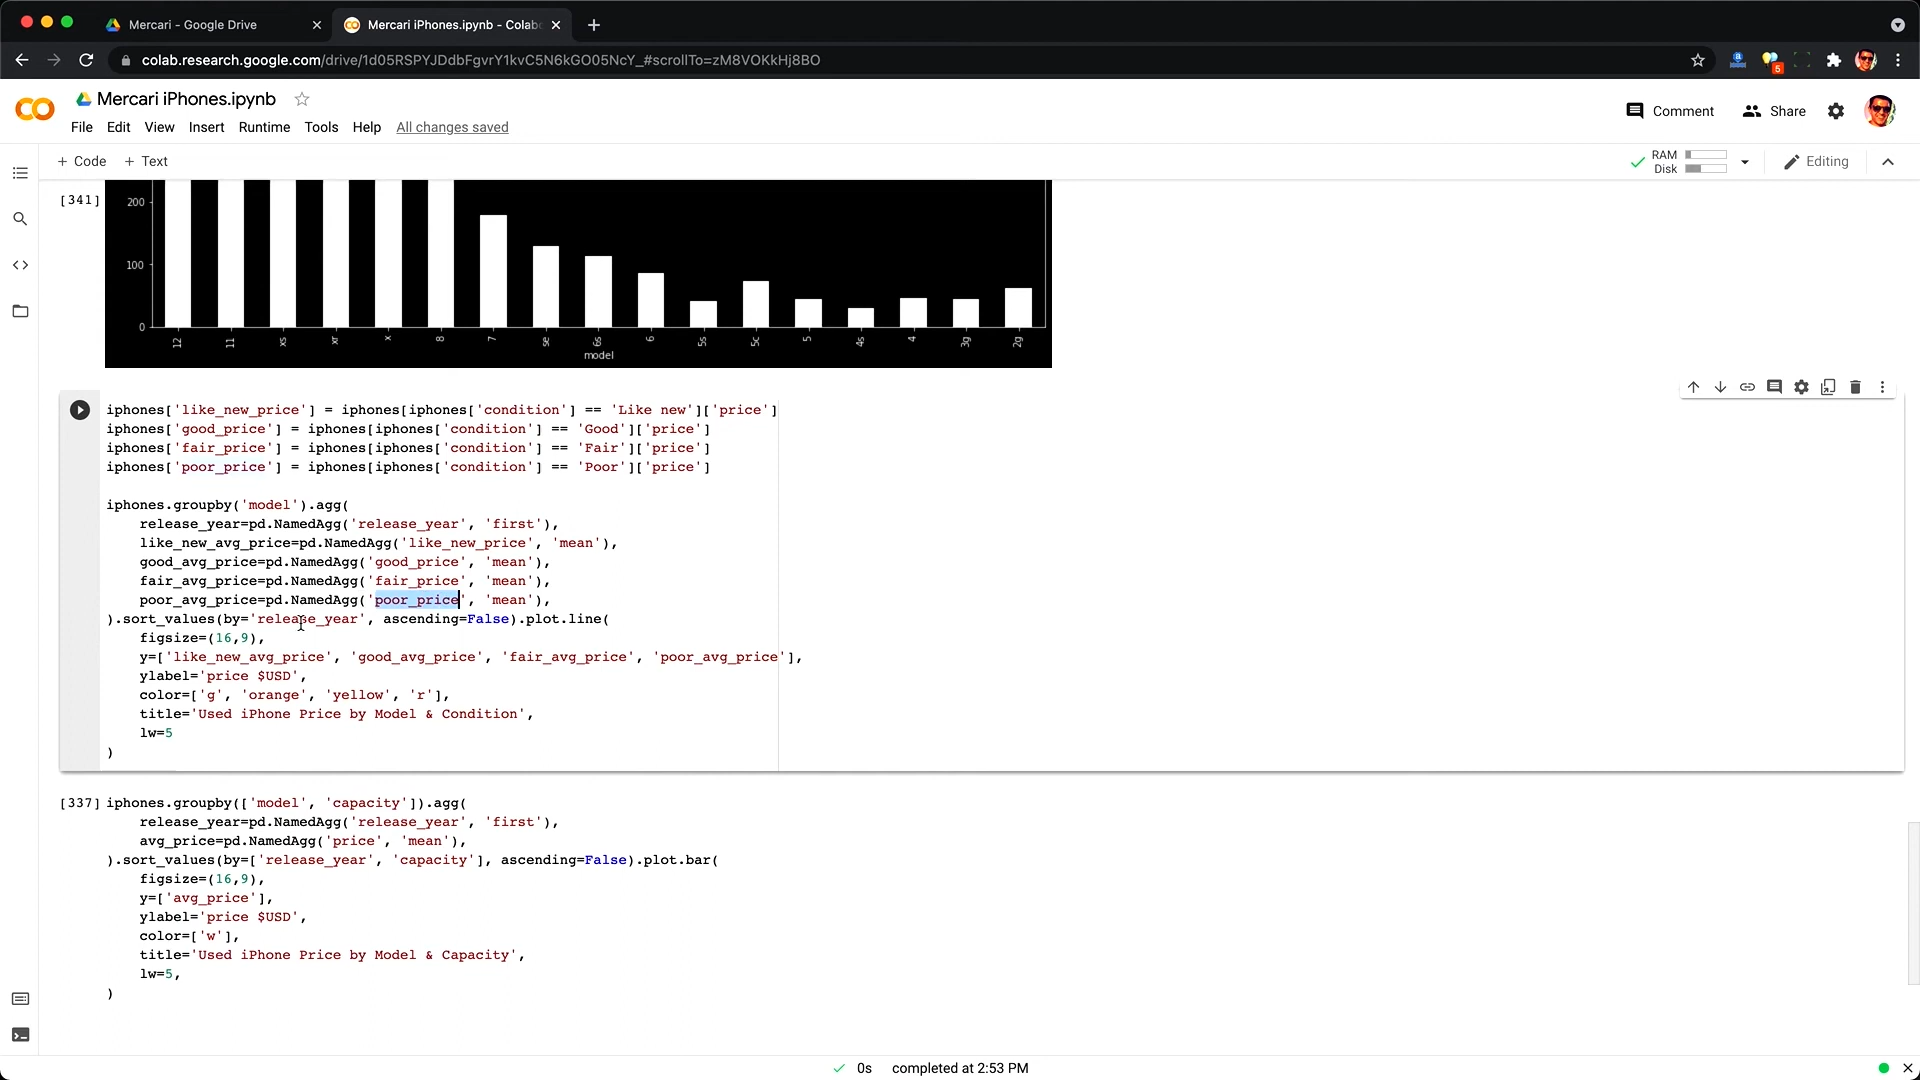 Mercari - Google Drive
Mercari iPhones.ipynb - Colab
colab.research.google.com/drive/1d05RSPYJDdbFgvrY1kvC5N6kGO05NcY_#scrollTo=zM8VOKkHj8BO
5
Mercari iPhones.ipynb
File Edit View Insert Runtime Tools Help All changes saved
Comment Share
+ Code + Text
RAM
Disk
Editing
[341]
200
100
0
12 11 xs xr x 8 7 se 6s 6 5s 5c 5 4s 4 3g 2g
model
iphones['like_new_price'] = iphones[iphones['condition'] == 'Like new']['price']
iphones['good_price'] = iphones[iphones['condition'] == 'Good']['price']
iphones['fair_price'] = iphones[iphones['condition'] == 'Fair']['price']
iphones['poor_price'] = iphones[iphones['condition'] == 'Poor']['price']
iphones.groupby('model').agg(
release_year=pd.NamedAgg('release_year', 'first'),
like_new_avg_price=pd.NamedAgg('like_new_price', 'mean'),
good_avg_price=pd.NamedAgg('good_price', 'mean'),
fair_avg_price=pd.NamedAgg('fair_price', 'mean'),
poor_avg_price=pd.NamedAgg('poor_price', 'mean'),
).sort_values(by='release_year', ascending=False).plot.line(
figsize=(16,9),
y=['like_new_avg_price', 'good_avg_price', 'fair_avg_price', 'poor_avg_price'],
ylabel='price $USD',
color=['g', 'orange', 'yellow', 'r'],
title='Used iPhone Price by Model & Condition',
lw=5
)
[337] iphones.groupby(['model', 'capacity']).agg(
release_year=pd.NamedAgg('release_year', 'first'),
avg_price=pd.NamedAgg('price', 'mean'),
).sort_values(by=['release_year', 'capacity'], ascending=False).plot.bar(
figsize=(16,9),
y=['avg_price'],
ylabel='price $USD',
color=['w'],
title='Used iPhone Price by Model & Capacity',
lw=5,
)
0s completed at 2:53 PM